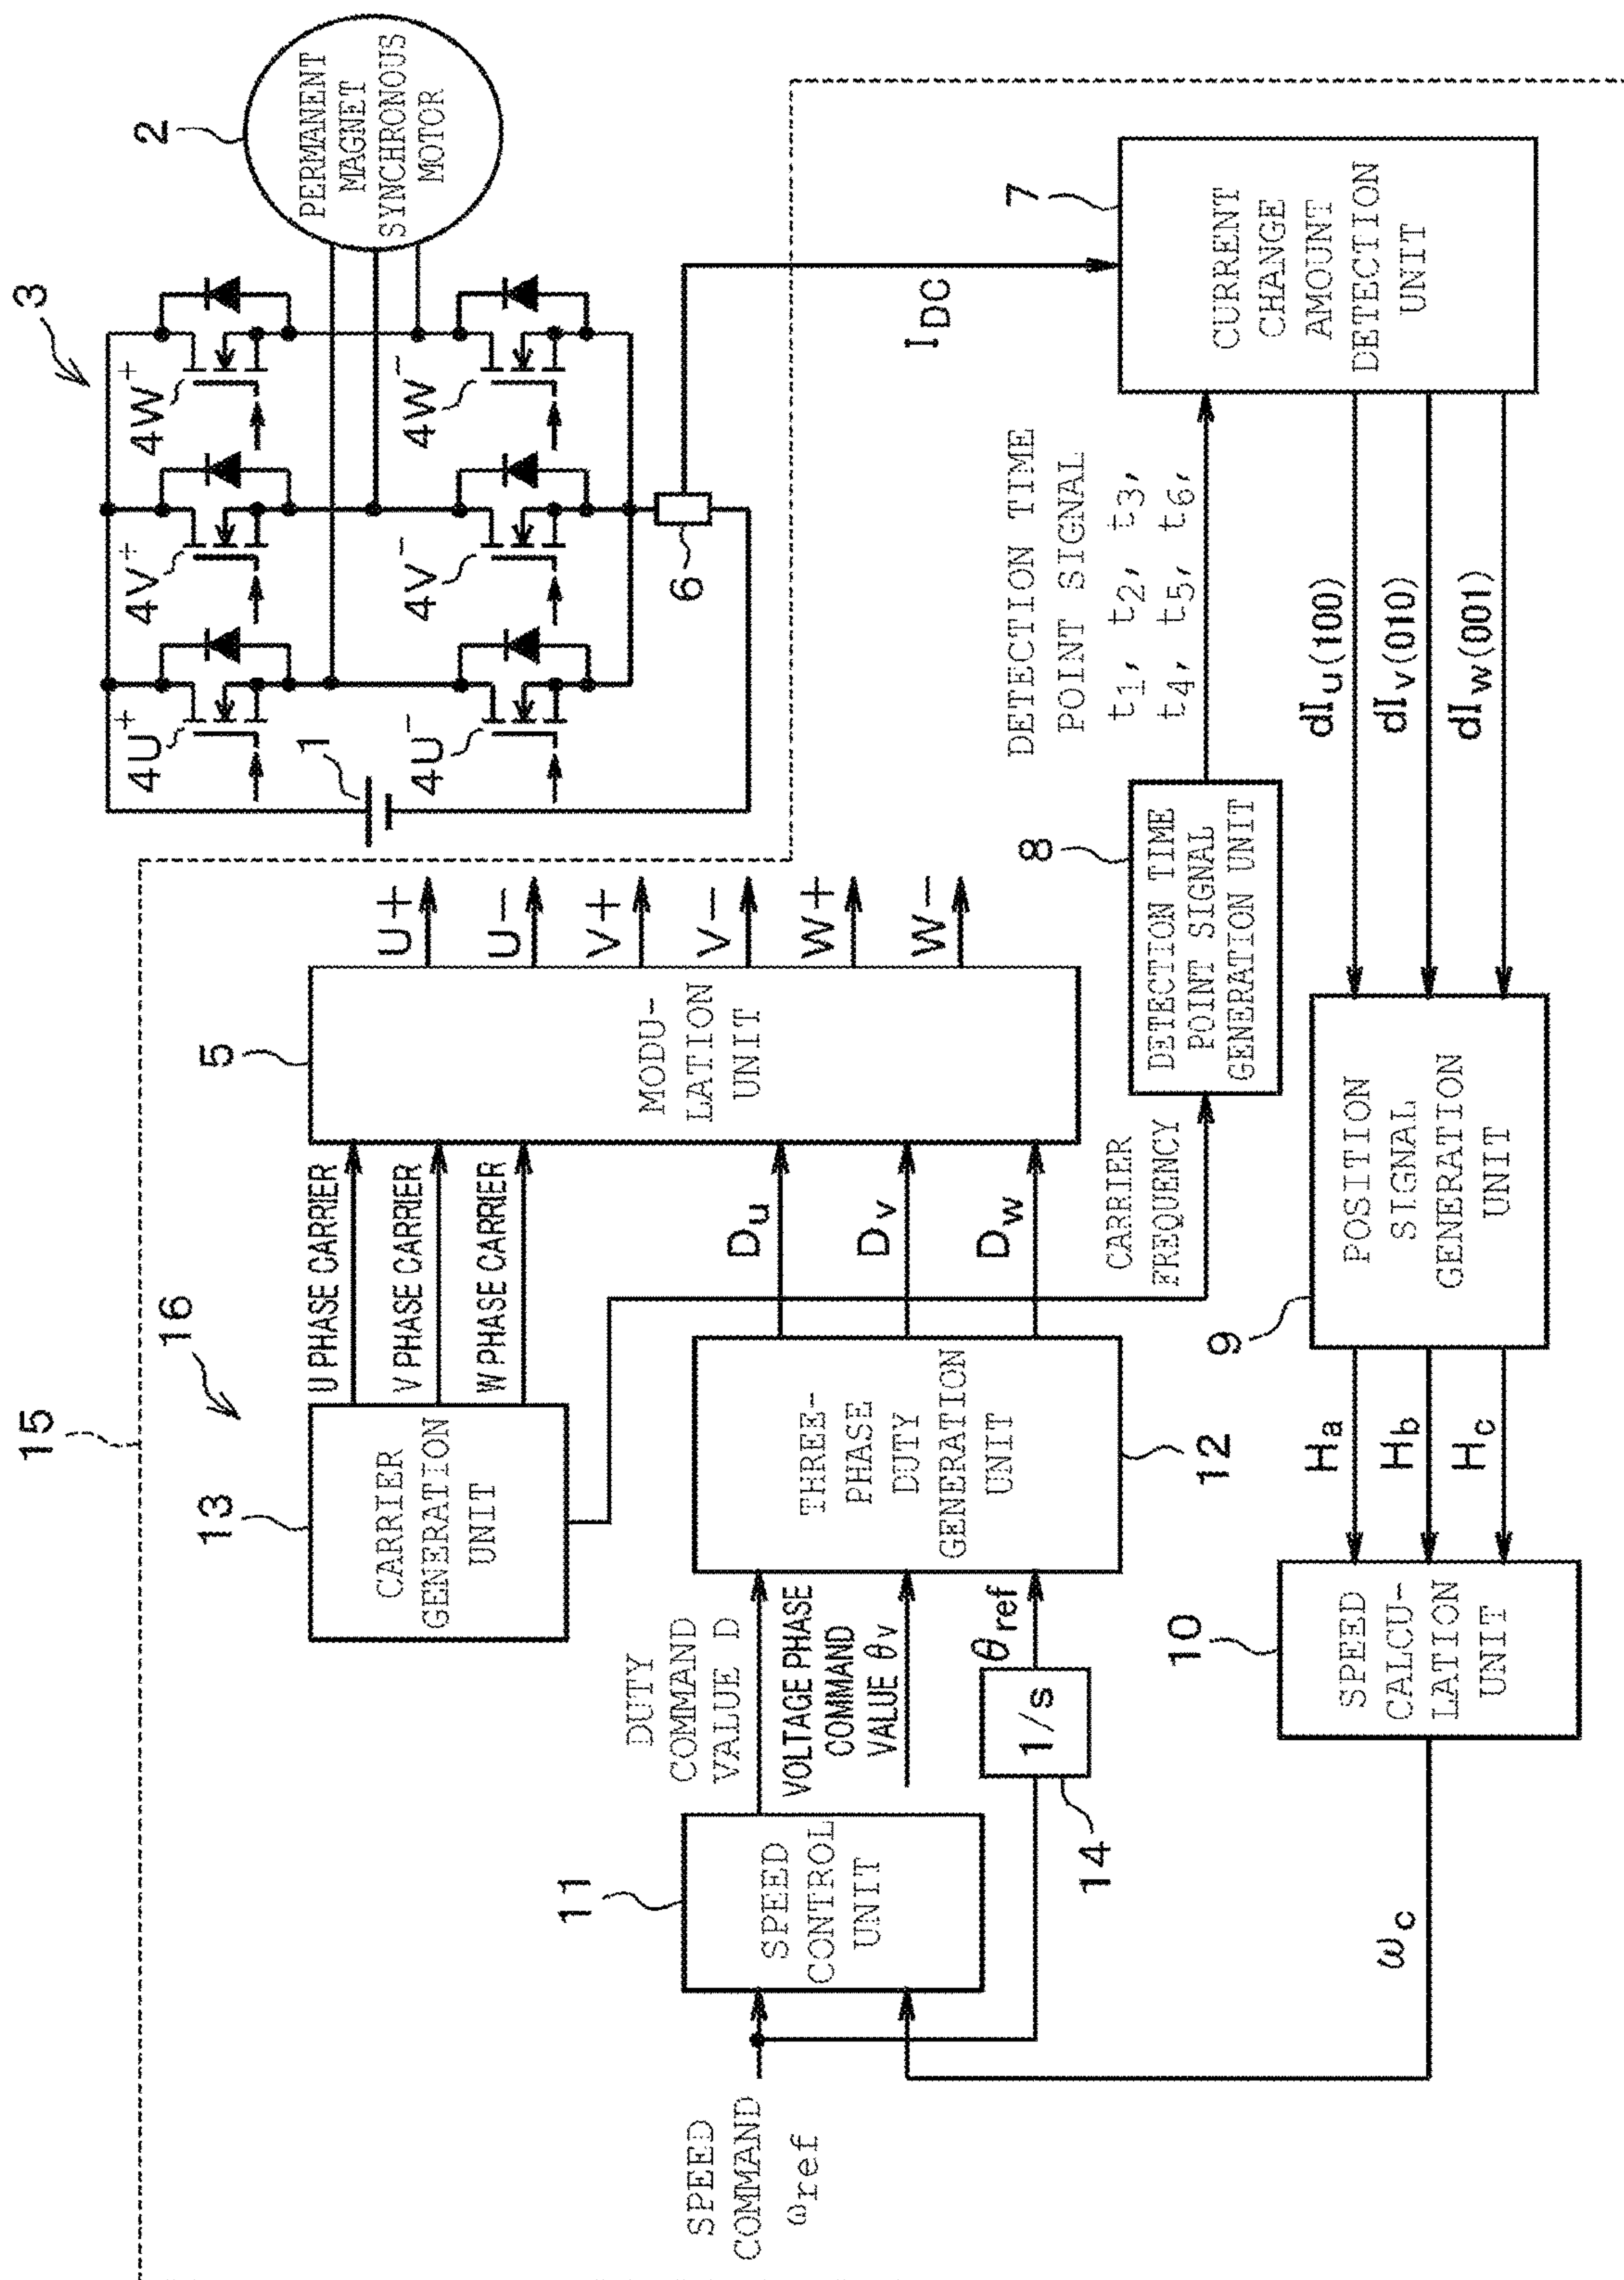 15
16
3
2
PERMANENT
MAGNET
SYNCHRONOUS
MOTOR
4U+
4V+
4W+
1
4U-
4V-
4W-
6
IDC
13
CARRIER
GENERATION
UNIT
U PHASE CARRIER
V PHASE CARRIER
W PHASE CARRIER
5
MODU-
LATION
UNIT
U+
U-
V+
V-
W+
W-
SPEED
COMMAND
ωref
11
SPEED
CONTROL
UNIT
DUTY
COMMAND
VALUE D
VOLTAGE PHASE
COMMAND
VALUE θv
1/s
14
θref
THREE-
PHASE
DUTY
GENERATION
UNIT
12
Du
Dv
Dw
CARRIER
FREQUENCY
8
DETECTION TIME
POINT SIGNAL
GENERATION UNIT
DETECTION TIME
POINT SIGNAL
t1, t2, t3,
t4, t5, t6,
7
CURRENT
CHANGE
AMOUNT
DETECTION
UNIT
dIu(100)
dIv(010)
dIw(001)
9
POSITION
SIGNAL
GENERATION
UNIT
Ha
Hb
Hc
10
SPEED
CALCU-
LATION
UNIT
ωc